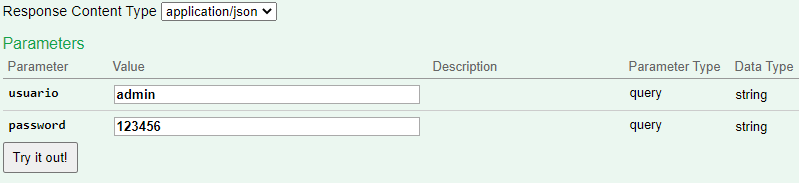 Response Content Type application/json
Parameters
Parameter Value Description Parameter Type Data Type
usuario admin query string
password 123456 query string
Try it out!